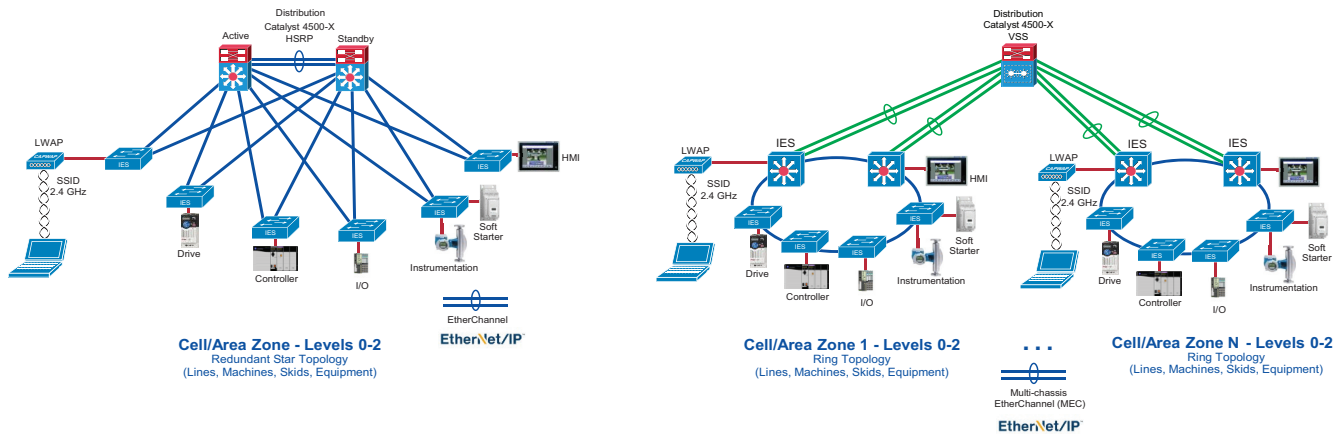 Distribution
Catalyst 4500-X
HSRP
Active
Standby
LWAP
CAPWAP
SSID
2.4 GHz
IES
IES
IES
IES
IES
IES
HMI
Drive
Controller
I/O
Instrumentation
Soft
Starter
EtherChannel
EtherNet/IP™
Cell/Area Zone - Levels 0-2
Redundant Star Topology
(Lines, Machines, Skids, Equipment)
Distribution
Catalyst 4500-X
VSS
LWAP
CAPWAP
SSID
2.4 GHz
IES
IES
HMI
IES
IES
IES
IES
Drive
Controller
I/O
Instrumentation
Soft
Starter
Cell/Area Zone 1 - Levels 0-2
Ring Topology
(Lines, Machines, Skids, Equipment)
. . .
LWAP
CAPWAP
SSID
2.4 GHz
IES
IES
IES
IES
IES
IES
Drive
Controller
I/O
Instrumentation
Soft
Starter
Cell/Area Zone N - Levels 0-2
Ring Topology
(Lines, Machines, Skids, Equipment)
Multi-chassis
EtherChannel (MEC)
EtherNet/IP™